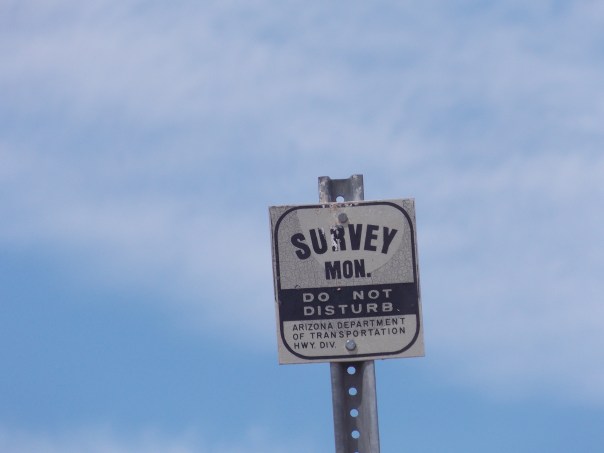 SURVEY
MON.
DO NOT
DISTURB.
ARIZONA DEPARTMENT
OF TRANSPORTATION
HWY. DIV.